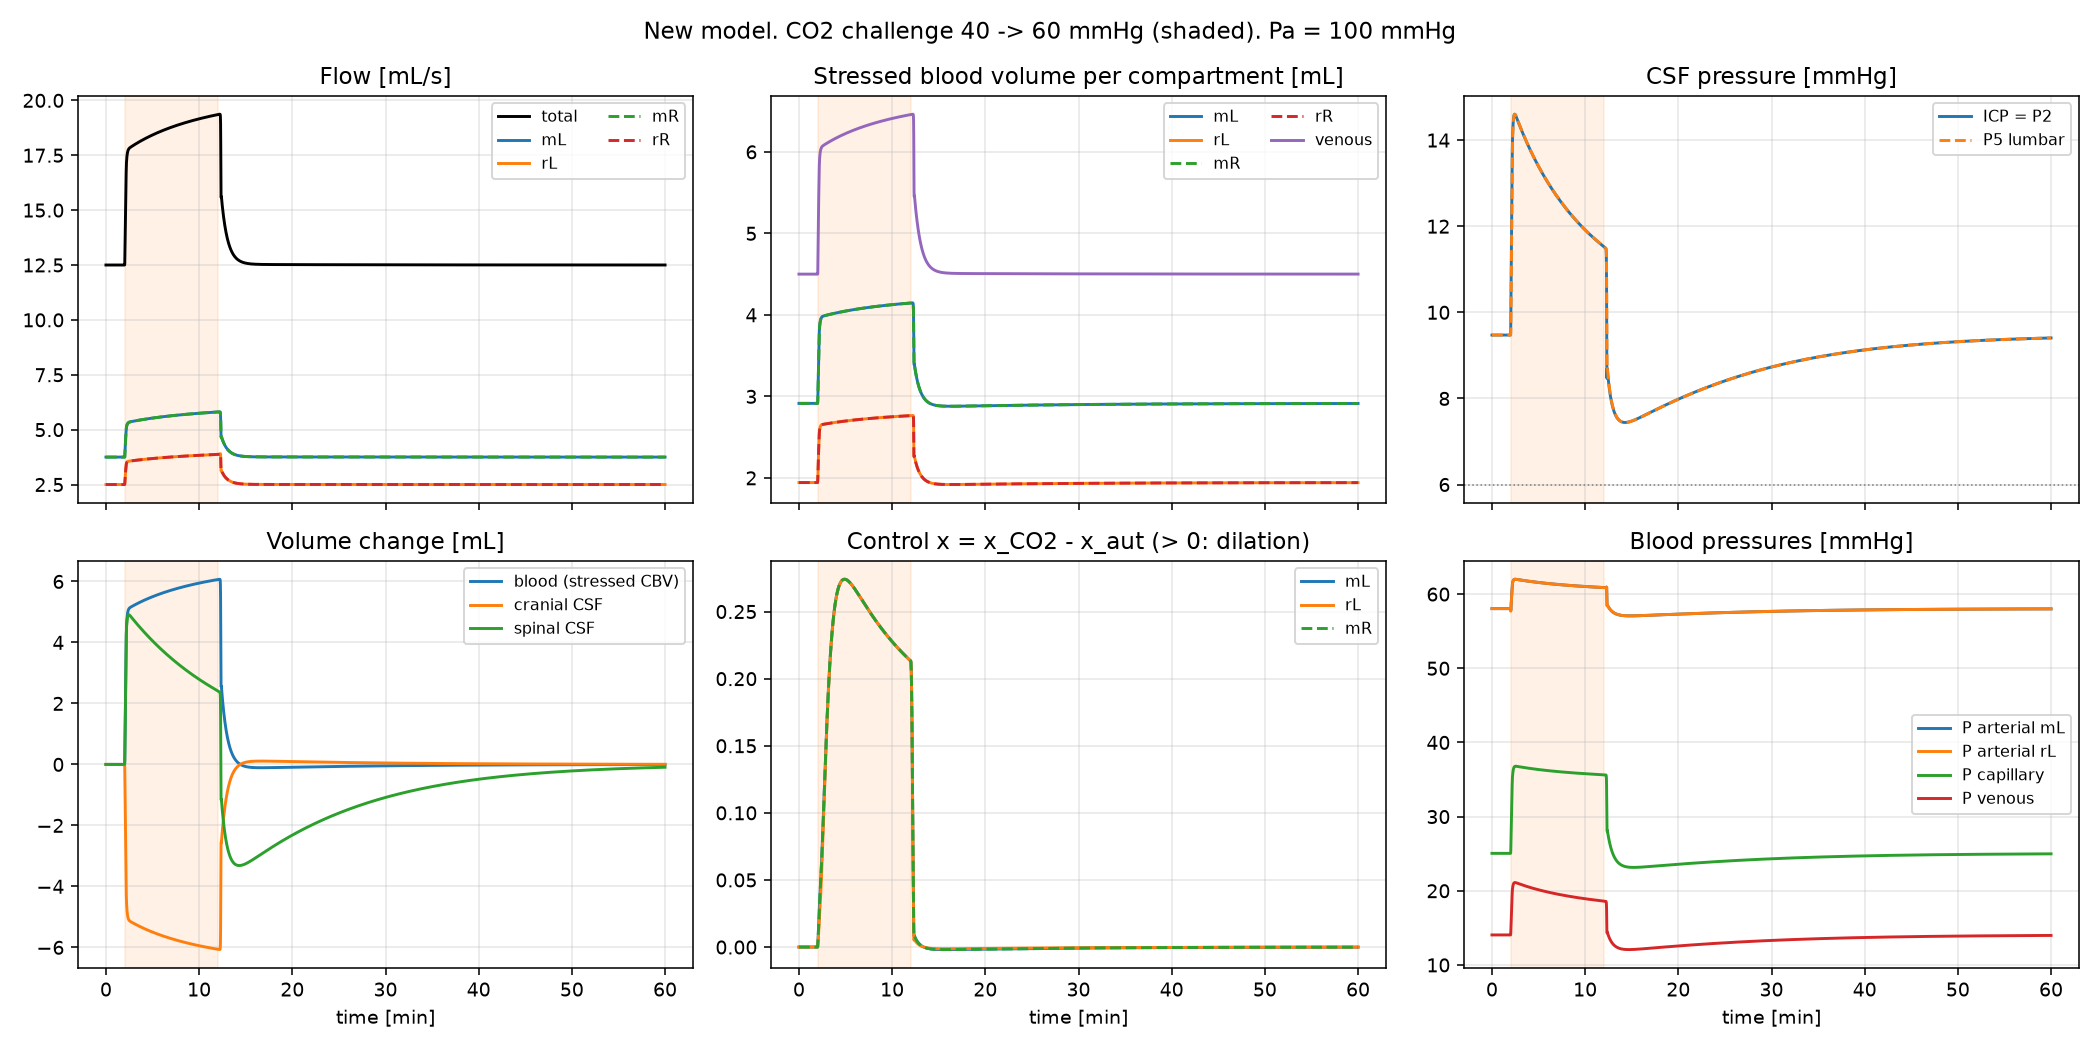 New model. CO2 challenge 40 -> 60 mmHg (shaded). Pa = 100 mmHg
Flow [mL/s]
20.0
17.5
15.0
12.5
10.0
7.5
5.0
2.5
total
mL
rL
mR
rR
Stressed blood volume per compartment [mL]
6
5
4
3
2
mL
rL
mR
rR
venous
CSF pressure [mmHg]
14
12
10
8
6
ICP = P2
P5 lumbar
Volume change [mL]
6
4
2
0
−2
−4
−6
blood (stressed CBV)
cranial CSF
spinal CSF
0 10 20 30 40 50 60
time [min]
Control x = x_CO2 - x_aut (> 0: dilation)
0.25
0.20
0.15
0.10
0.05
0.00
mL
rL
mR
0 10 20 30 40 50 60
time [min]
Blood pressures [mmHg]
60
50
40
30
20
10
P arterial mL
P arterial rL
P capillary
P venous
0 10 20 30 40 50 60
time [min]